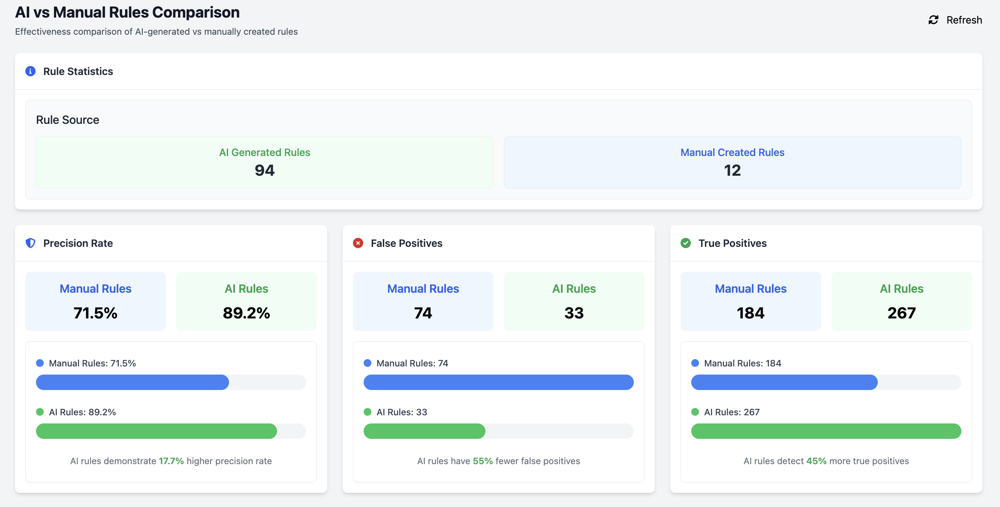 AI vs Manual Rules Comparison
Effectiveness comparison of AI-generated vs manually created rules
Refresh
Rule Statistics
Rule Source
AI Generated Rules
94
Manual Created Rules
12
Precision Rate
Manual Rules
71.5%
AI Rules
89.2%
Manual Rules: 71.5%
AI Rules: 89.2%
AI rules demonstrate 17.7% higher precision rate
False Positives
Manual Rules
74
AI Rules
33
Manual Rules: 74
AI Rules: 33
AI rules have 55% fewer false positives
True Positives
Manual Rules
184
AI Rules
267
Manual Rules: 184
AI Rules: 267
AI rules detect 45% more true positives